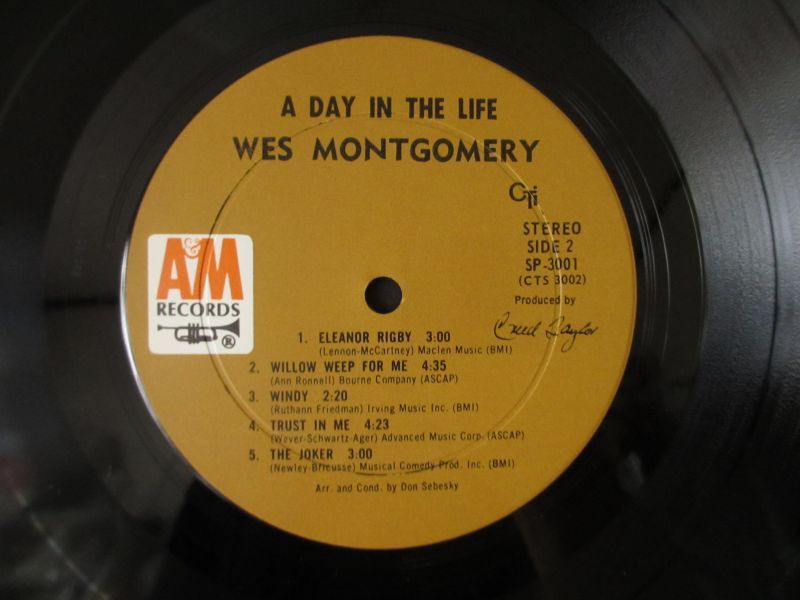 A DAY IN THE LIFE
WES MONTGOMERY
CTi
STEREO
SIDE 2
SP-3001
(CTS 3002)
Produced by
Creed Taylor
A&M
RECORDS
®
1. ELEANOR RIGBY 3:00
(Lennon-McCartney) Maclen Music (BMI)
2. WILLOW WEEP FOR ME 4:35
(Ann Ronnell) Bourne Company (ASCAP)
3. WINDY 2:20
(Ruthann Friedman) Irving Music Inc. (BMI)
4. TRUST IN ME 4:23
(Wever-Schwartz-Ager) Advanced Music Corp. (ASCAP)
5. THE JOKER 3:00
(Newley-Bricusse) Musical Comedy Prod. Inc. (BMI)
Arr. and Cond. by Don Sebesky